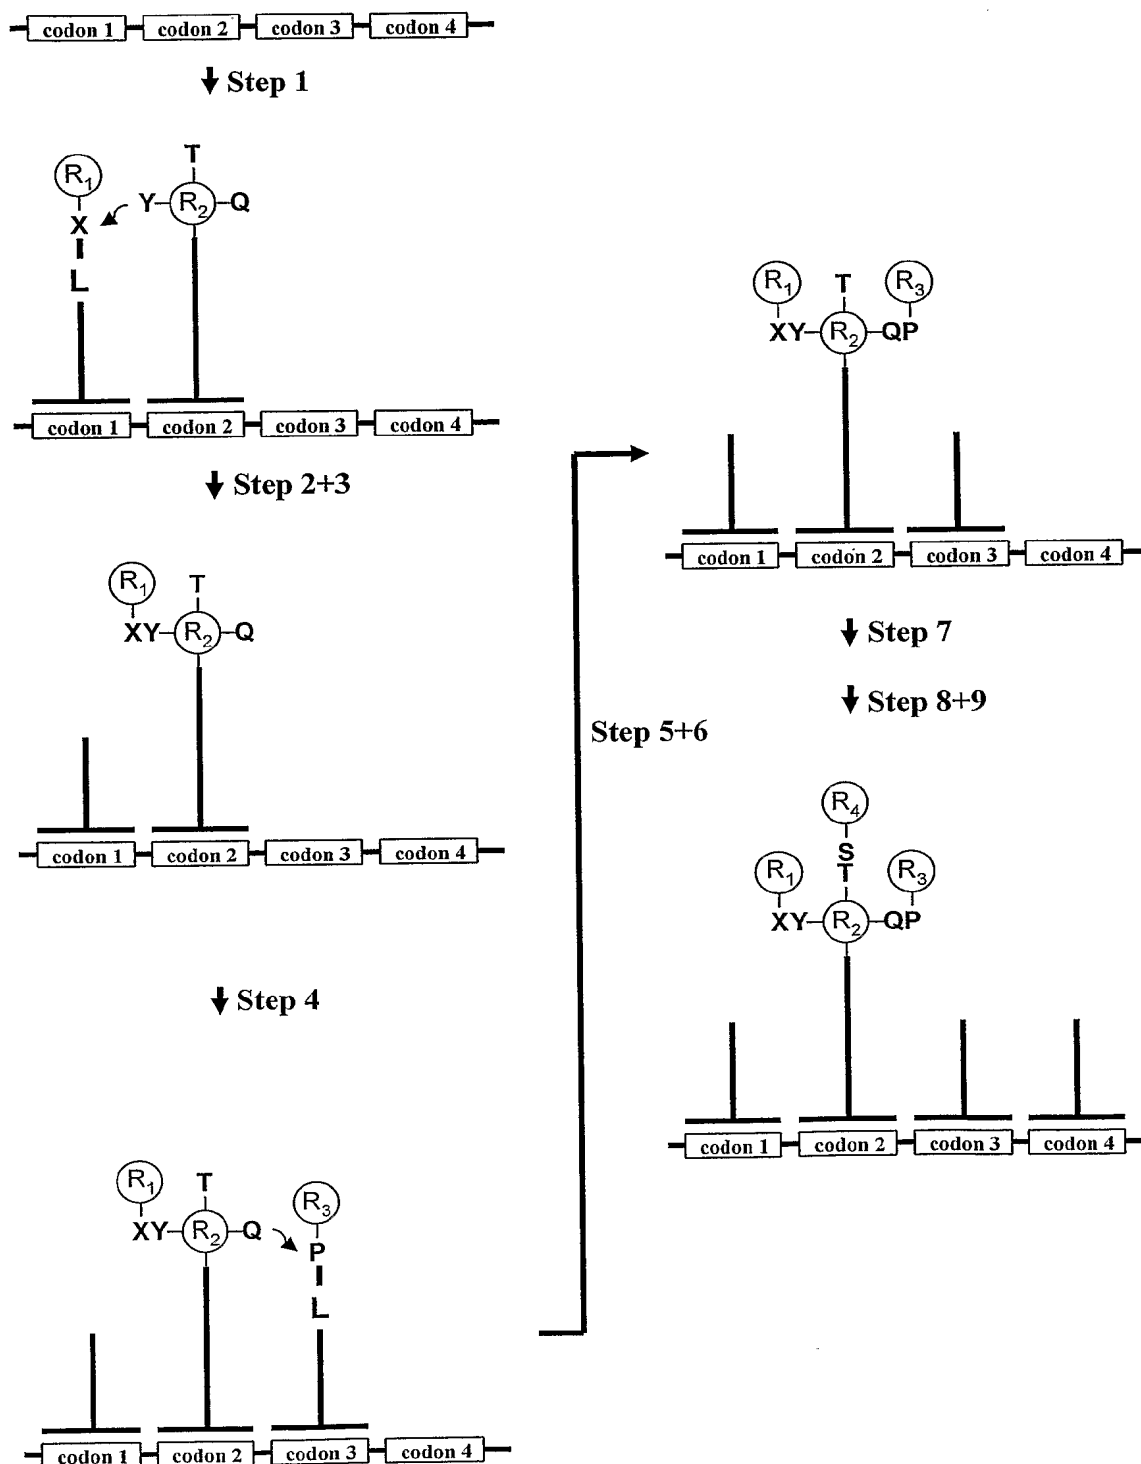 codon 1 codon 2 codon 3 codon 4
Step 1
R1 X L
Y R2 T Q
codon 1 codon 2 codon 3 codon 4
Step 2+3
R1
T
XY R2 Q
codon 1 codon 2 codon 3 codon 4
Step 4
R1
T
XY R2 Q
R3
P
L
codon 1 codon 2 codon 3 codon 4
Step 5+6
R1 T R3
XY R2 QP
codon 1 codon 2 codon 3 codon 4
Step 7
Step 8+9
R4
S
R1 T R3
XY R2 QP
codon 1 codon 2 codon 3 codon 4